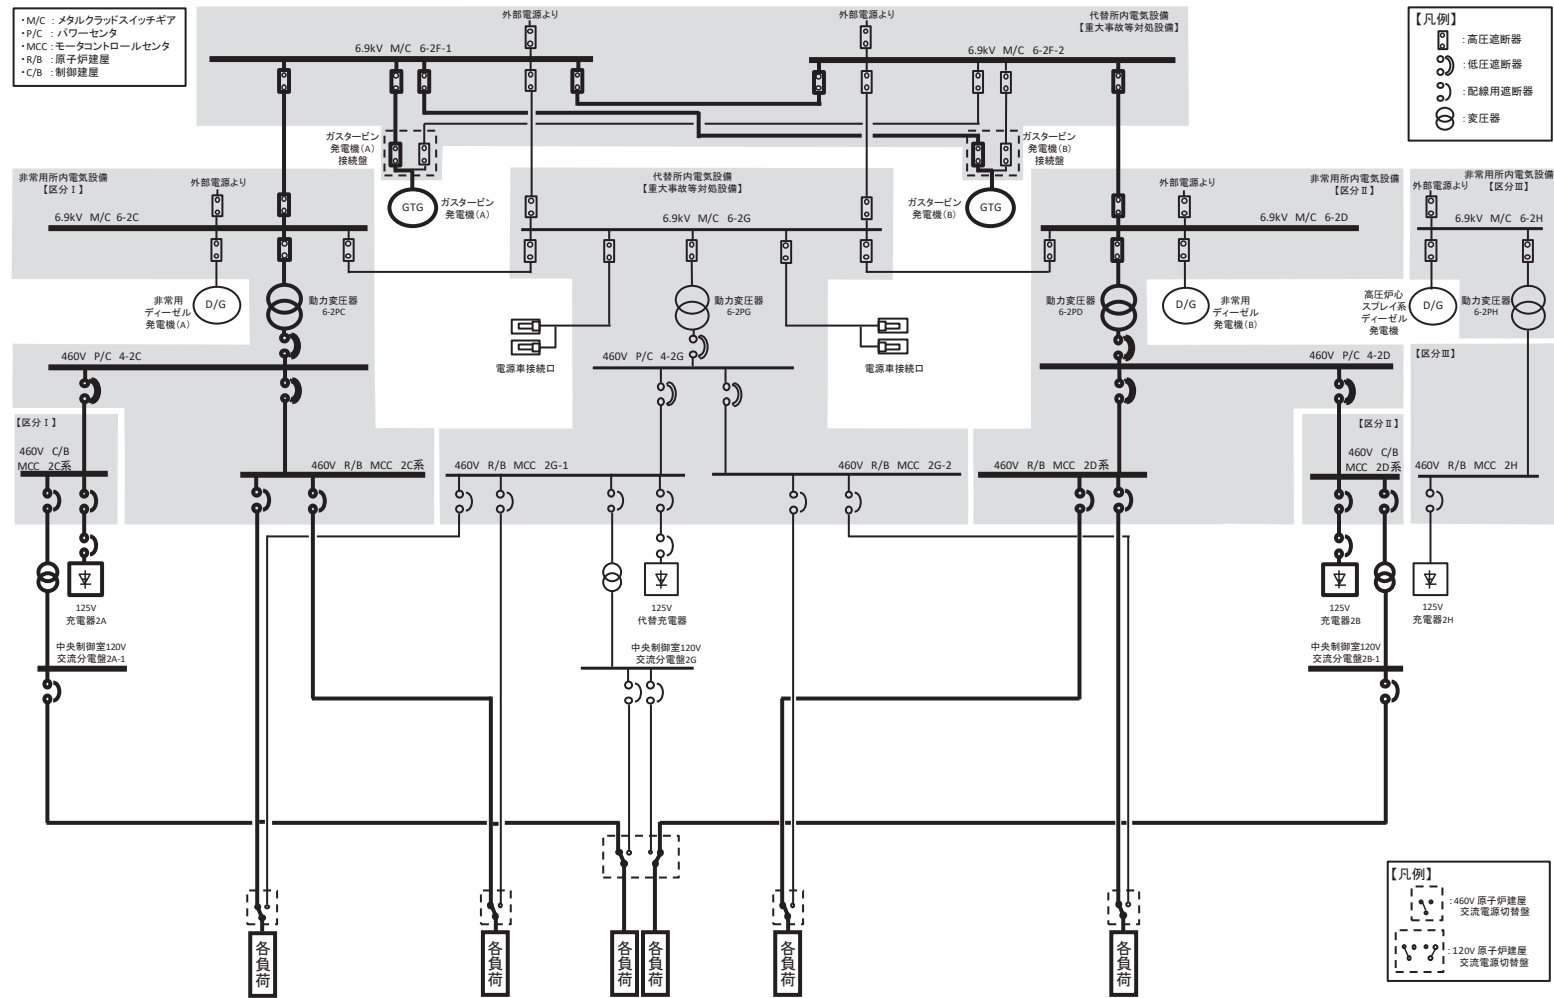 ・M/C ：メタルクラッドスイッチギア
・P/C ：パワーセンタ
・MCC：モータコントロールセンタ
・R/B ：原子炉建屋
・C/B ：制御建屋
外部電源より
外部電源より
代替所内電気設備
【重大事故等対処設備】
6.9kV M/C 6-2F-1
6.9kV M/C 6-2F-2
【凡例】
：高圧遮断器
：低圧遮断器
：配線用遮断器
：変圧器
ガスタービン
発電機(A)
接続盤
ガスタービン
発電機(B)
接続盤
非常用所内電気設備
【区分Ⅰ】
外部電源より
6.9kV M/C 6-2C
GTG
ガスタービン
発電機(A)
代替所内電気設備
【重大事故等対処設備】
6.9kV M/C 6-2G
ガスタービン
発電機(B)
GTG
外部電源より
非常用所内電気設備
【区分Ⅱ】
6.9kV M/C 6-2D
非常用所内電気設備
【区分Ⅲ】
外部電源より
6.9kV M/C 6-2H
非常用
ディーゼル
発電機(A)
D/G
動力変圧器
6-2PC
動力変圧器
6-2PG
動力変圧器
6-2PD
D/G
非常用
ディーゼル
発電機(B)
高圧炉心
スプレイ系
ディーゼル
発電機
D/G
動力変圧器
6-2PH
電源車接続口
電源車接続口
460V P/C 4-2C
460V P/C 4-2G
460V P/C 4-2D
【区分Ⅲ】
【区分Ⅰ】
460V C/B
MCC 2C系
460V R/B MCC 2C系
460V R/B MCC 2G-1
460V R/B MCC 2G-2
460V R/B MCC 2D系
【区分Ⅱ】
460V C/B
MCC 2D系
460V R/B MCC 2H
125V
充電器2A
125V
代替充電器
125V
充電器2B
125V
充電器2H
中央制御室120V
交流分電盤2A-1
中央制御室120V
交流分電盤2G
中央制御室120V
交流分電盤2B-1
各負荷
各負荷
各負荷
各負荷
各負荷
各負荷
【凡例】
：460V 原子炉建屋
交流電源切替盤
：120V 原子炉建屋
交流電源切替盤